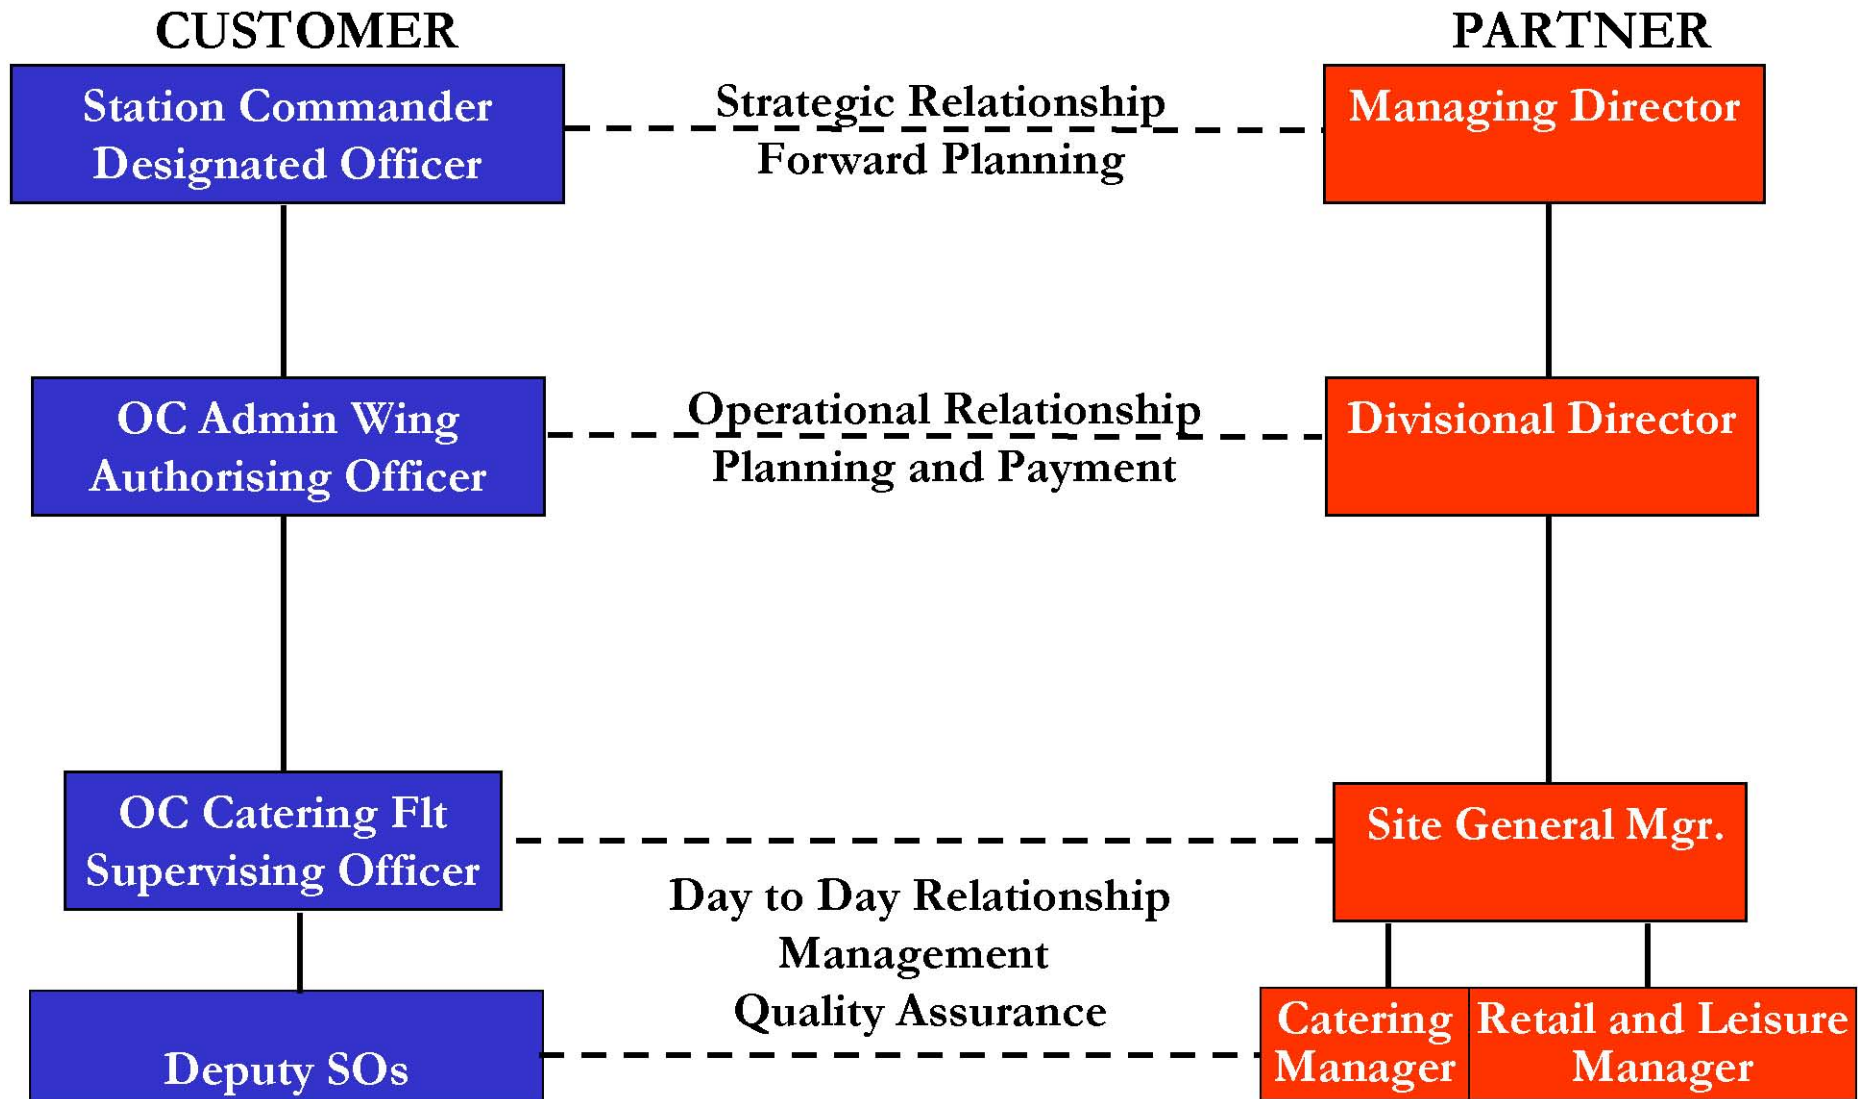 CUSTOMER
PARTNER
Station Commander
Designated Officer
Strategic Relationship
Forward Planning
Managing Director
OC Admin Wing
Authorising Officer
Operational Relationship
Planning and Payment
Divisional Director
OC Catering Flt
Supervising Officer
Site General Mgr.
Day to Day Relationship
Management
Quality Assurance
Deputy SOs
Catering
Manager
Retail and Leisure
Manager